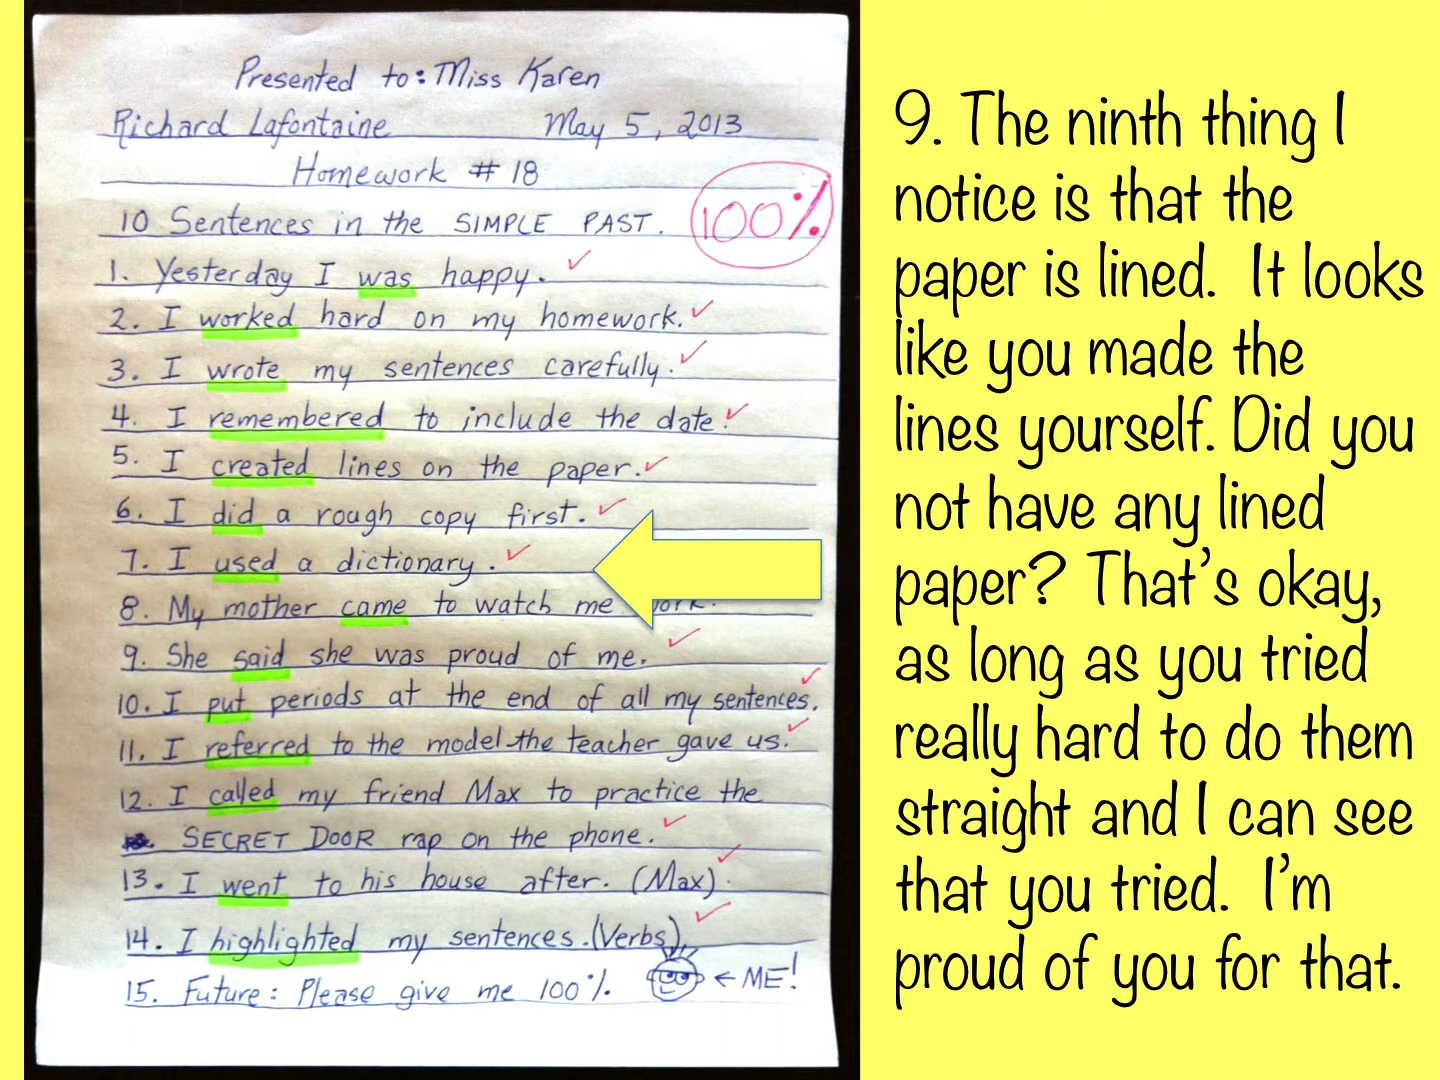 Presented to: Miss Karen
Richard Lafontaine May 5, 2013
Homework # 18
10 Sentences in the SIMPLE PAST.
100%
1. Yesterday I was happy.
2. I worked hard on my homework.
3. I wrote my sentences carefully.
4. I remembered to include the date.
5. I created lines on the paper.
6. I did a rough copy first.
7. I used a dictionary.
8. My mother came to watch me work.
9. She said she was proud of me.
10. I put periods at the end of all my sentences.
11. I referred to the model the teacher gave us.
12. I called my friend Max to practice the
SECRET DOOR rap on the phone.
13. I went to his house after. (Max)
14. I highlighted my sentences. (Verbs)
15. Future: Please give me 100%. ← ME!
9. The ninth thing I
notice is that the
paper is lined. It looks
like you made the
lines yourself. Did you
not have any lined
paper? That's okay,
as long as you tried
really hard to do them
straight and I can see
that you tried. I'm
proud of you for that.